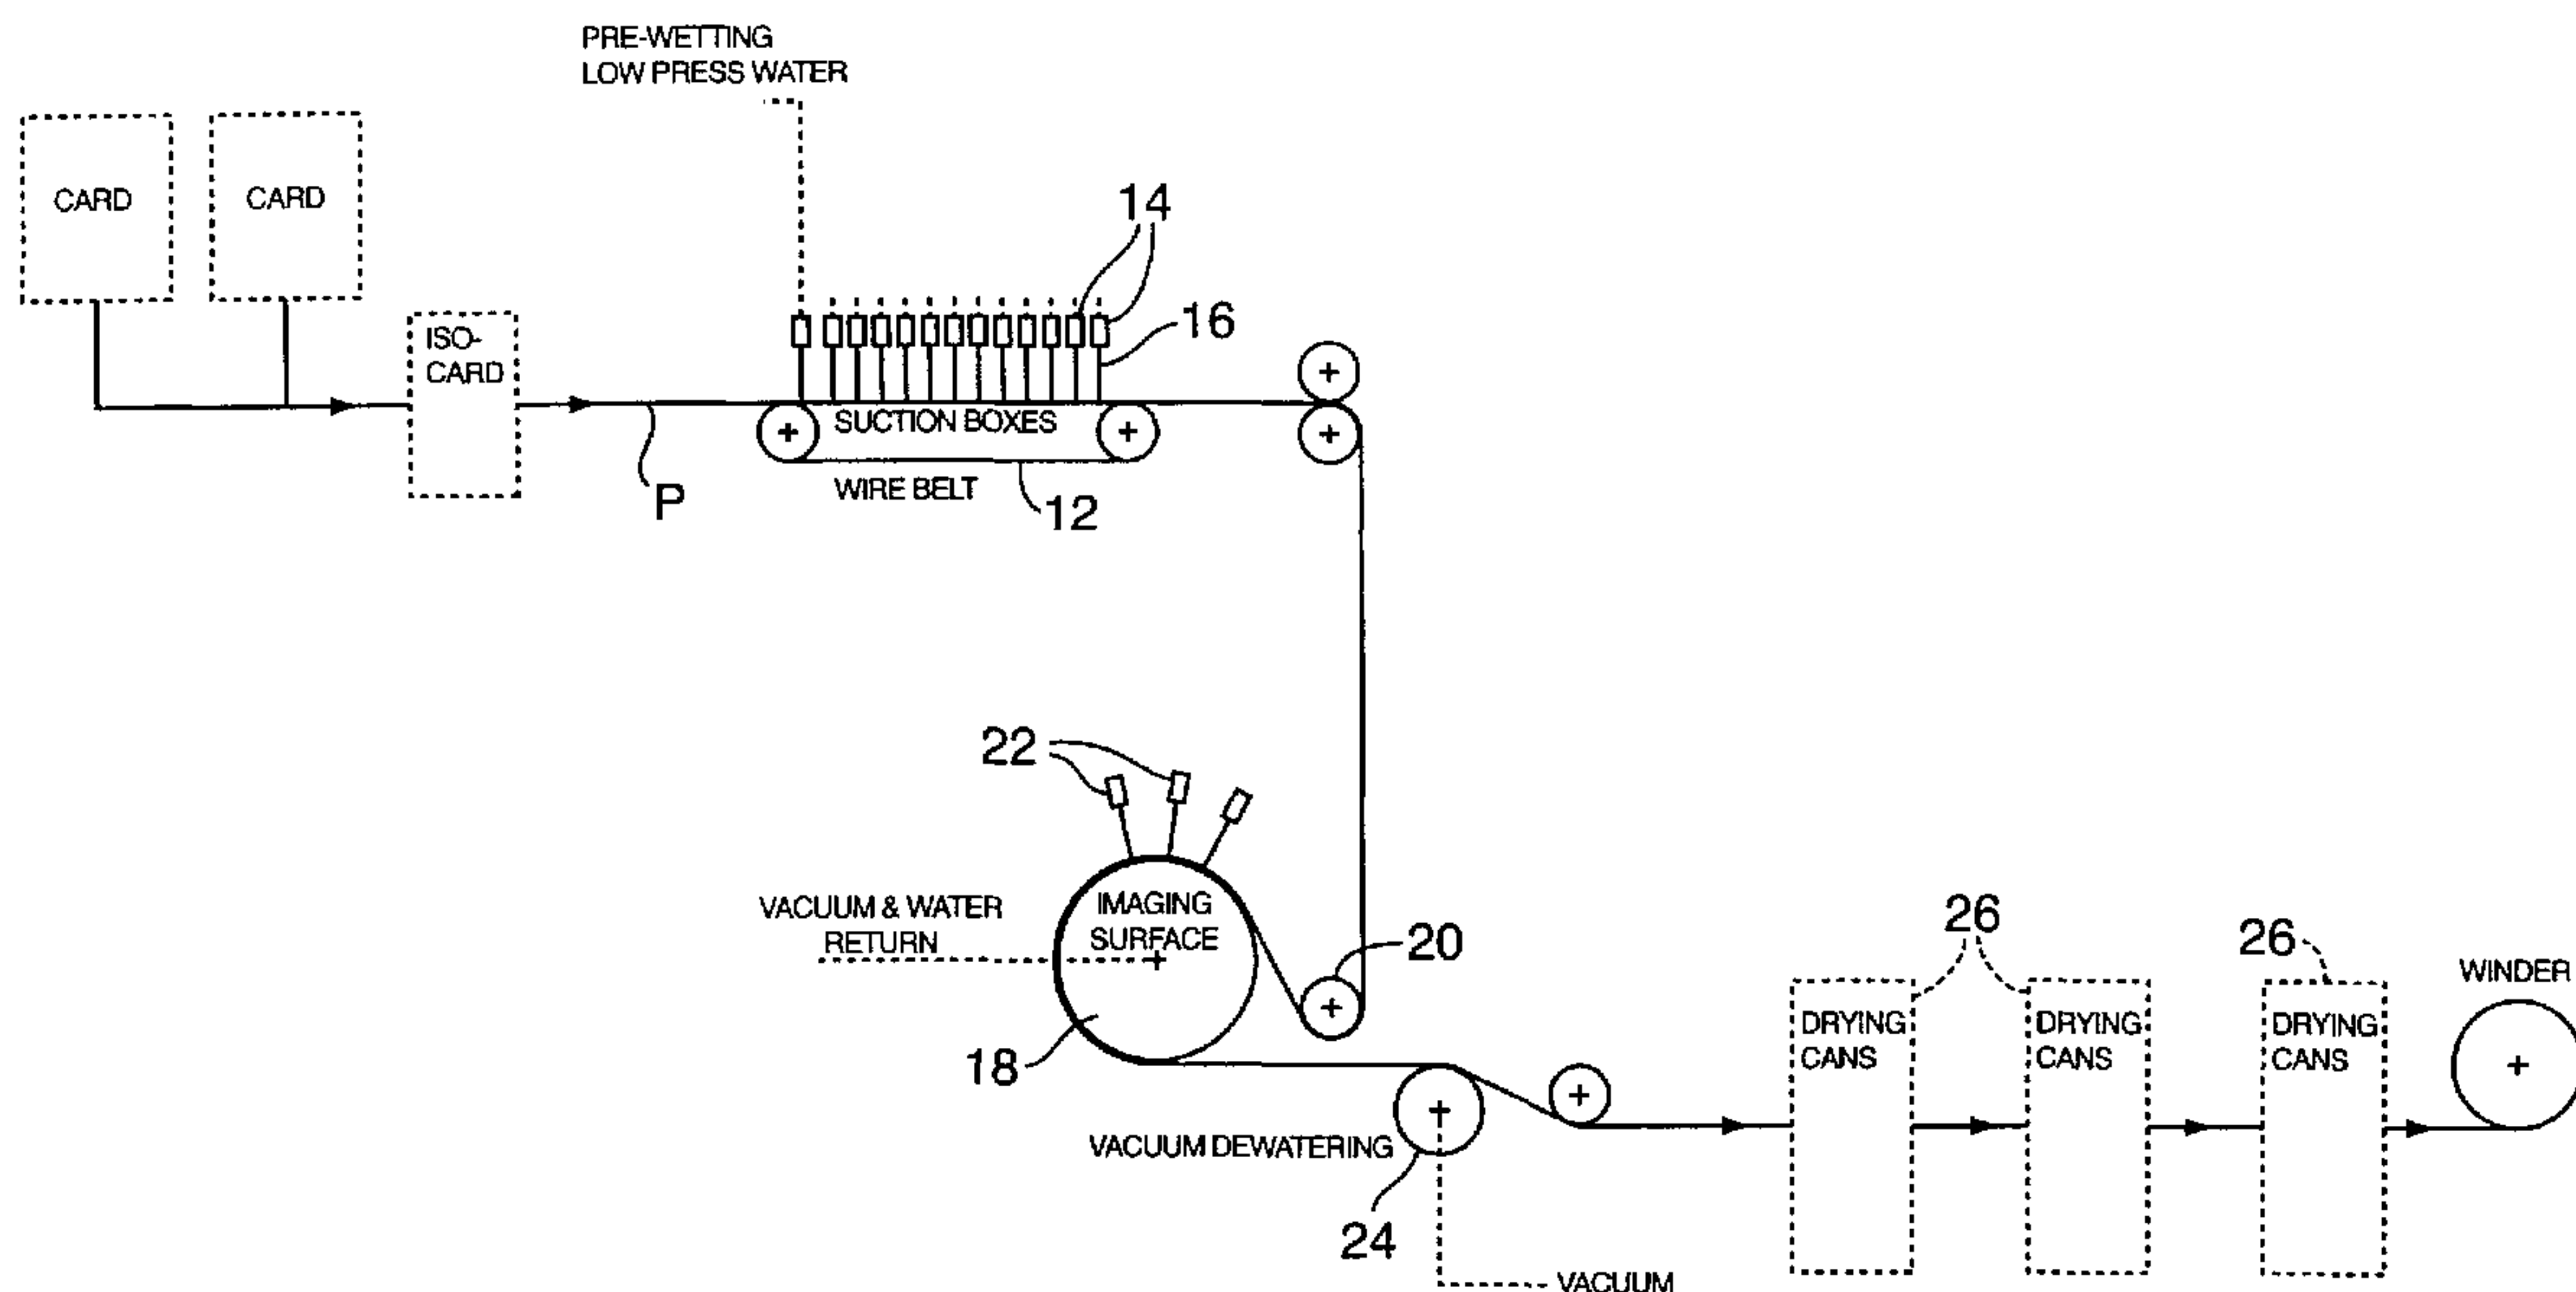 PRE-WETTING
LOW PRESS WATER
CARD
CARD
14
16
ISO-
CARD
SUCTION BOXES
P
WIRE BELT
12
22
IMAGING
SURFACE
VACUUM & WATER
RETURN
20
18
26
26
WINDER
DRYING
CANS
DRYING
CANS
DRYING
CANS
VACUUM DEWATERING
24
VACUUM